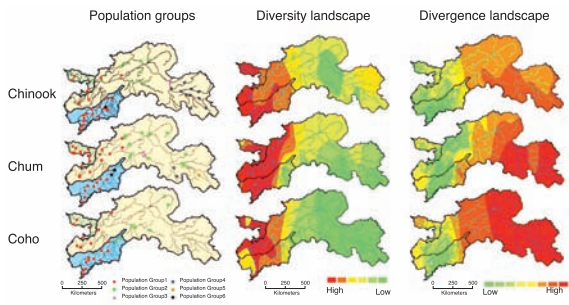 Population groups Diversity landscape Divergence landscape
Chinook
Chum
Coho
0 250 500
Kilometers
Population Group1 Population Group4
Population Group2 Population Group5
Population Group3 Population Group6
0 250 500
Kilometers
High Low
0 250 500
Kilometers
Low High